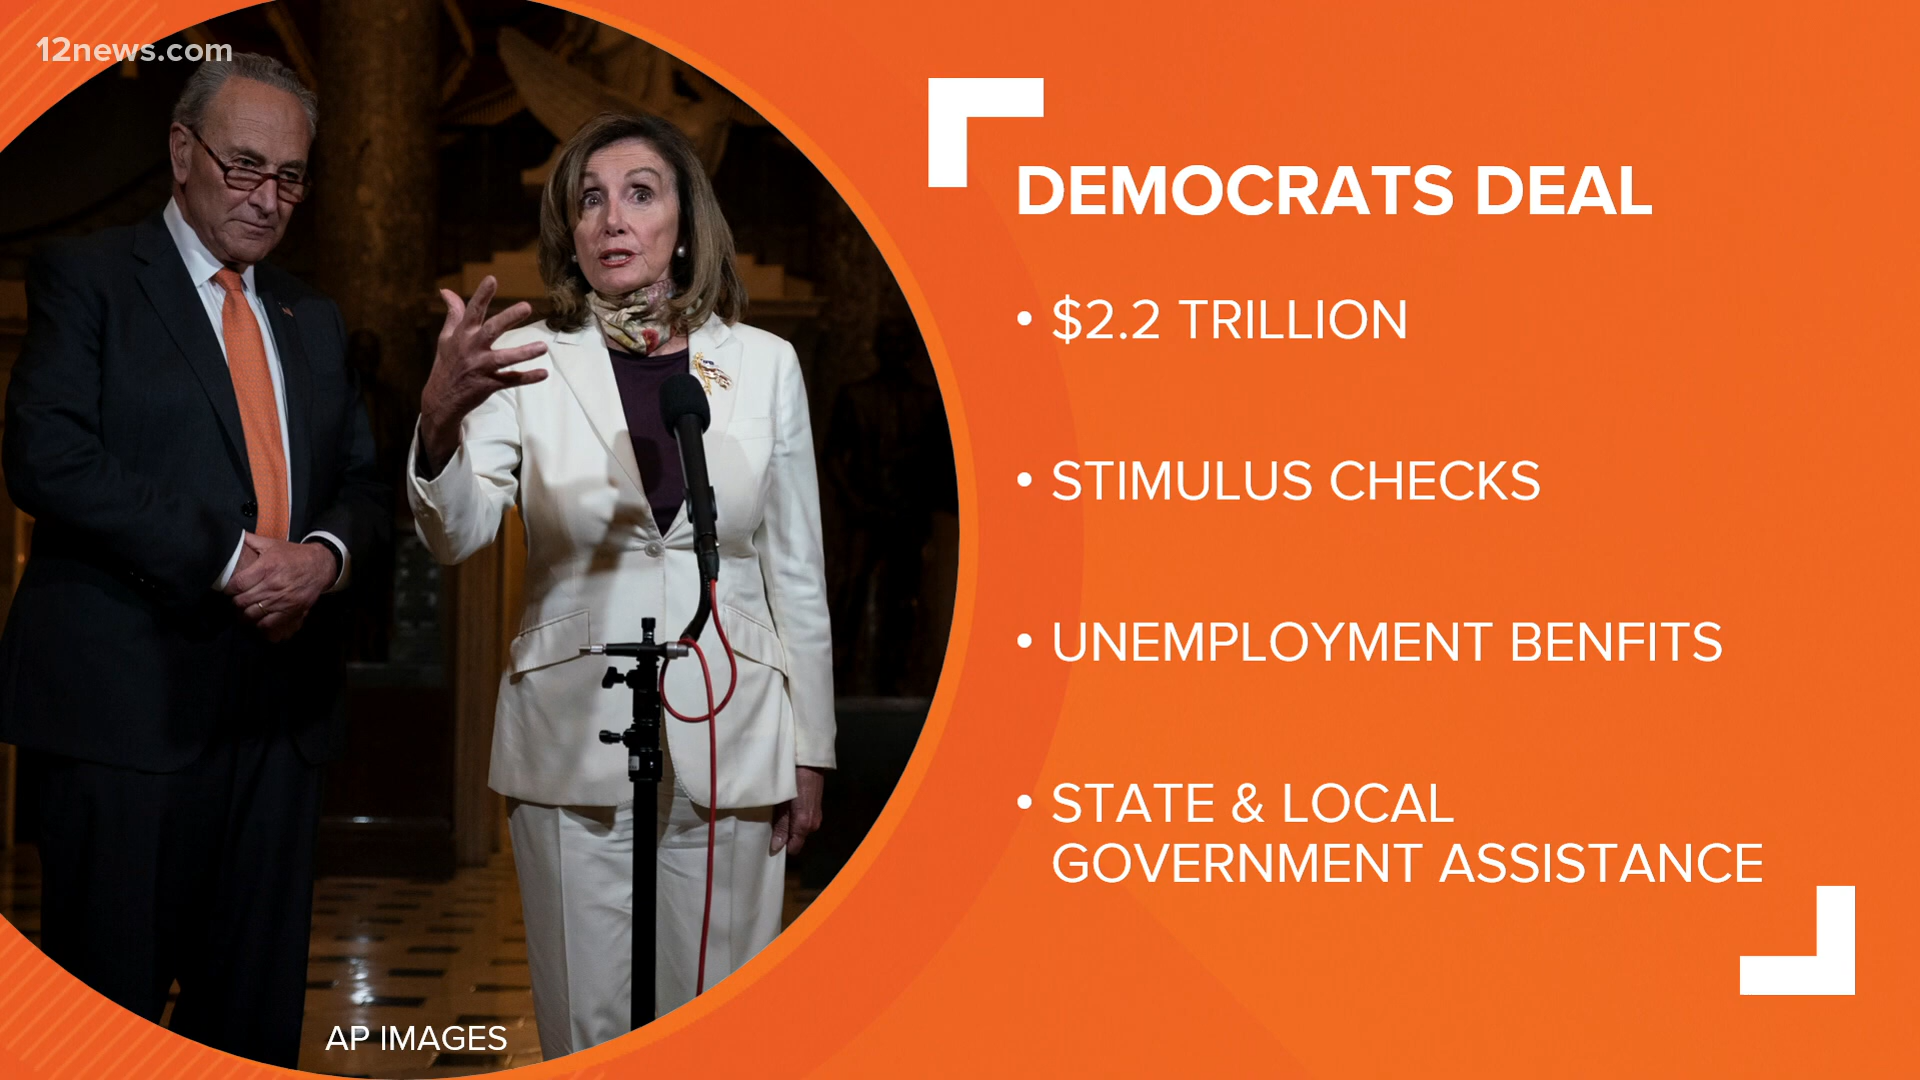 12news.com
DEMOCRATS DEAL
• $2.2 TRILLION
• STIMULUS CHECKS
• UNEMPLOYMENT BENFITS
• STATE & LOCAL
GOVERNMENT ASSISTANCE
AP IMAGES